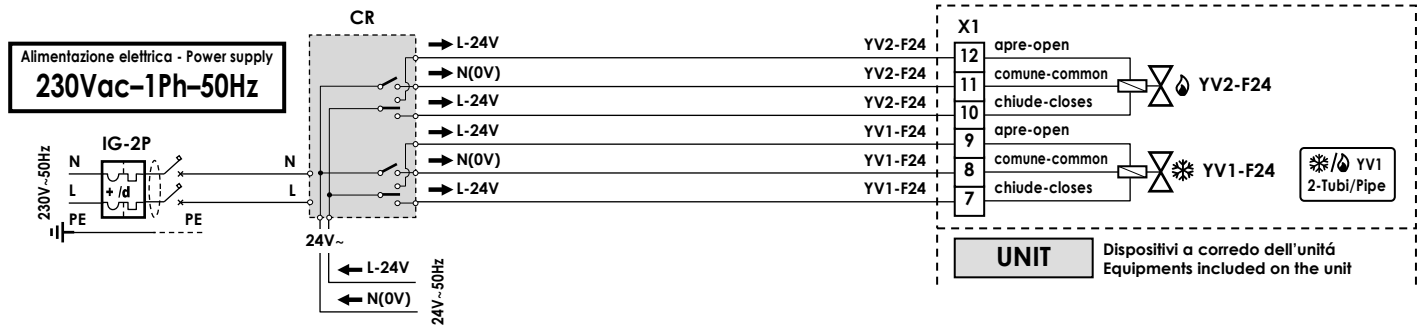 CR
Alimentazione elettrica - Power supply
230Vac–1Ph–50Hz
IG-2P
230V~50Hz
N
L
PE
+ /d
PE
N
L
24V~
L-24V
N(0V)
24V~50Hz
L-24V
N(0V)
L-24V
L-24V
N(0V)
L-24V
YV2-F24
YV2-F24
YV2-F24
YV1-F24
YV1-F24
YV1-F24
X1
12 apre-open
11 comune-common
10 chiude-closes
9 apre-open
8 comune-common
7 chiude-closes
YV2-F24
YV1-F24
/ YV1
2-Tubi/Pipe
UNIT
Dispositivi a corredo dell'unitá
Equipments included on the unit